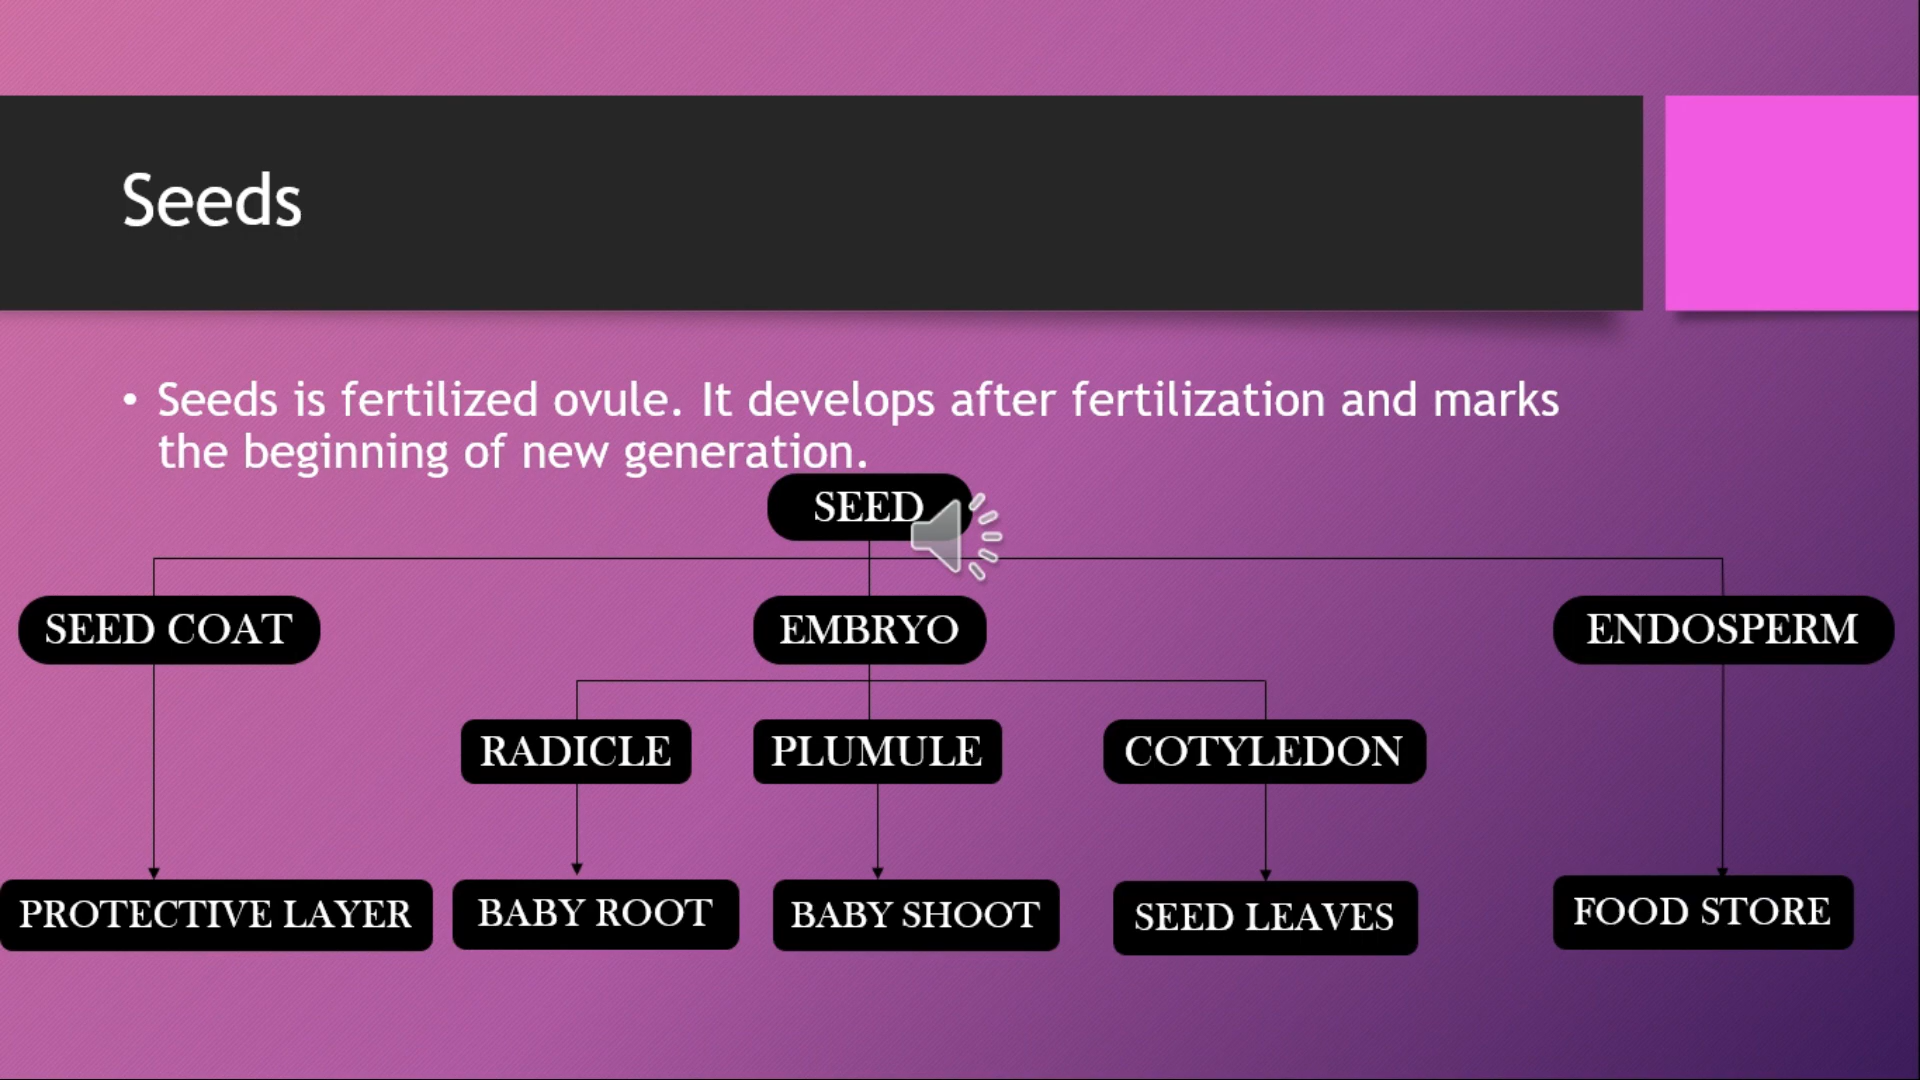 Seeds
• Seeds is fertilized ovule. It develops after fertilization and marks
the beginning of new generation.
SEED
SEED COAT
EMBRYO
ENDOSPERM
RADICLE
PLUMULE
COTYLEDON
PROTECTIVE LAYER
BABY ROOT
BABY SHOOT
SEED LEAVES
FOOD STORE